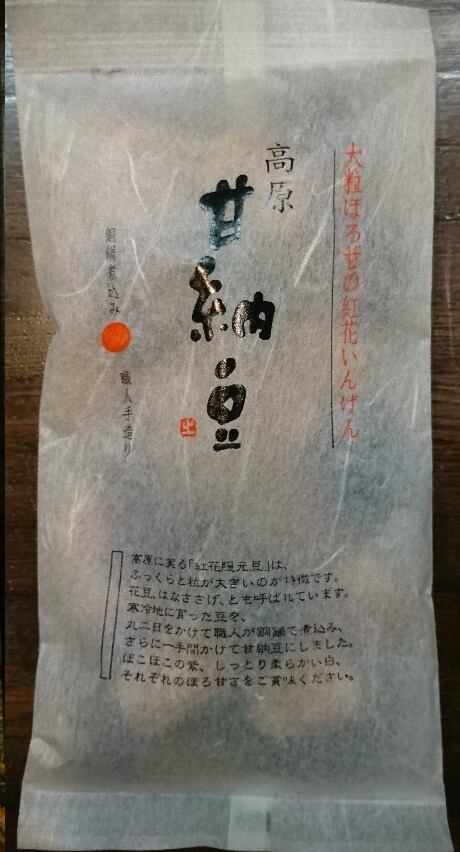 大粒ほろ甘の紅花いんげん
高原
甘納豆
銅鍋煮込み
職人手造り
高原に実る「紅花隠元豆」は、
ふっくらと粒が大きいのが特徴です。
花豆、はなささげ、とも呼ばれています。
寒冷地に育った豆を、
丸二日をかけて職人が銅鍋で煮込み、
さらに一手間かけて甘納豆にしました。
ほこほこの紫、しっとり柔らかい白、
それぞれのほろ甘さをご賞味ください。